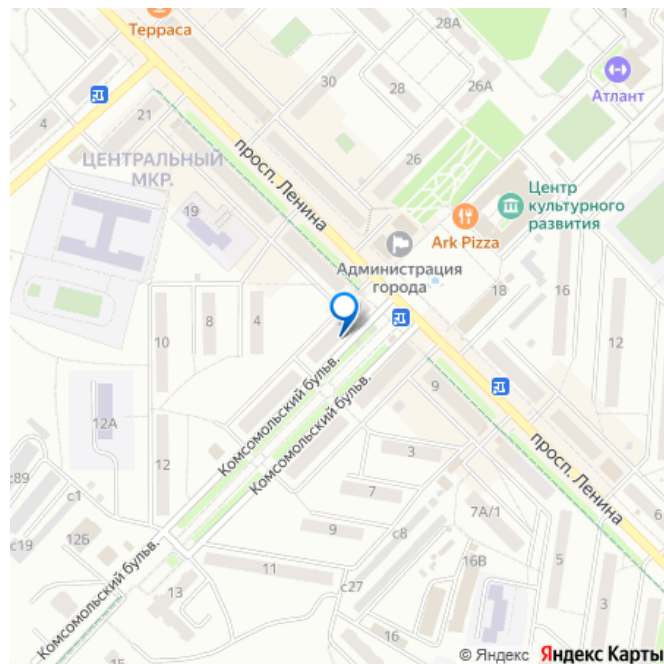 Терраса
28А
30
28
26А
Атлант
4
21
просп. Ленина
26
ЦЕНТРАЛЬНЫЙ
МКР.
19
Центр
культурного
развития
Ark Pizza
Администрация
города
18
16
12
10
8
4
9
Комсомольский бульв.
Комсомольский бульв.
12А
12
3
просп. Ленина
с89
с1
7
6
7А/1
с19
12Б
9
с8
5
Комсомольский бульв.
11
16В
13
с27
3
16
11
© Яндекс Яндекс Карты